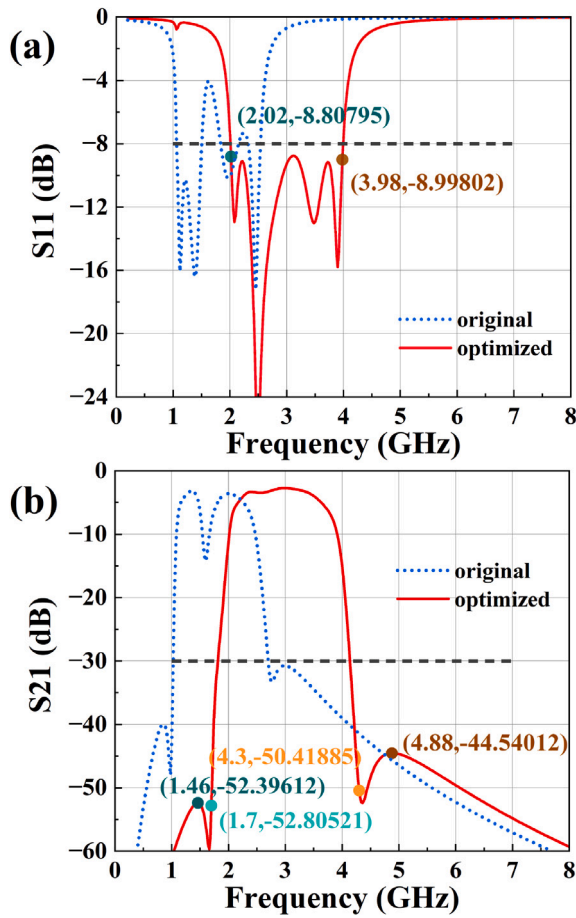 (a)
0
−4
−8
−12
−16
−20
−24
S11 (dB)
(2.02,-8.80795)
(3.98,-8.99802)
original
optimized
0 1 2 3 4 5 6 7 8
Frequency (GHz)
(b)
0
−10
−20
−30
−40
−50
−60
S21 (dB)
original
optimized
(4.3,-50.41885)
(4.88,-44.54012)
(1.46,-52.39612)
(1.7,-52.80521)
0 1 2 3 4 5 6 7 8
Frequency (GHz)